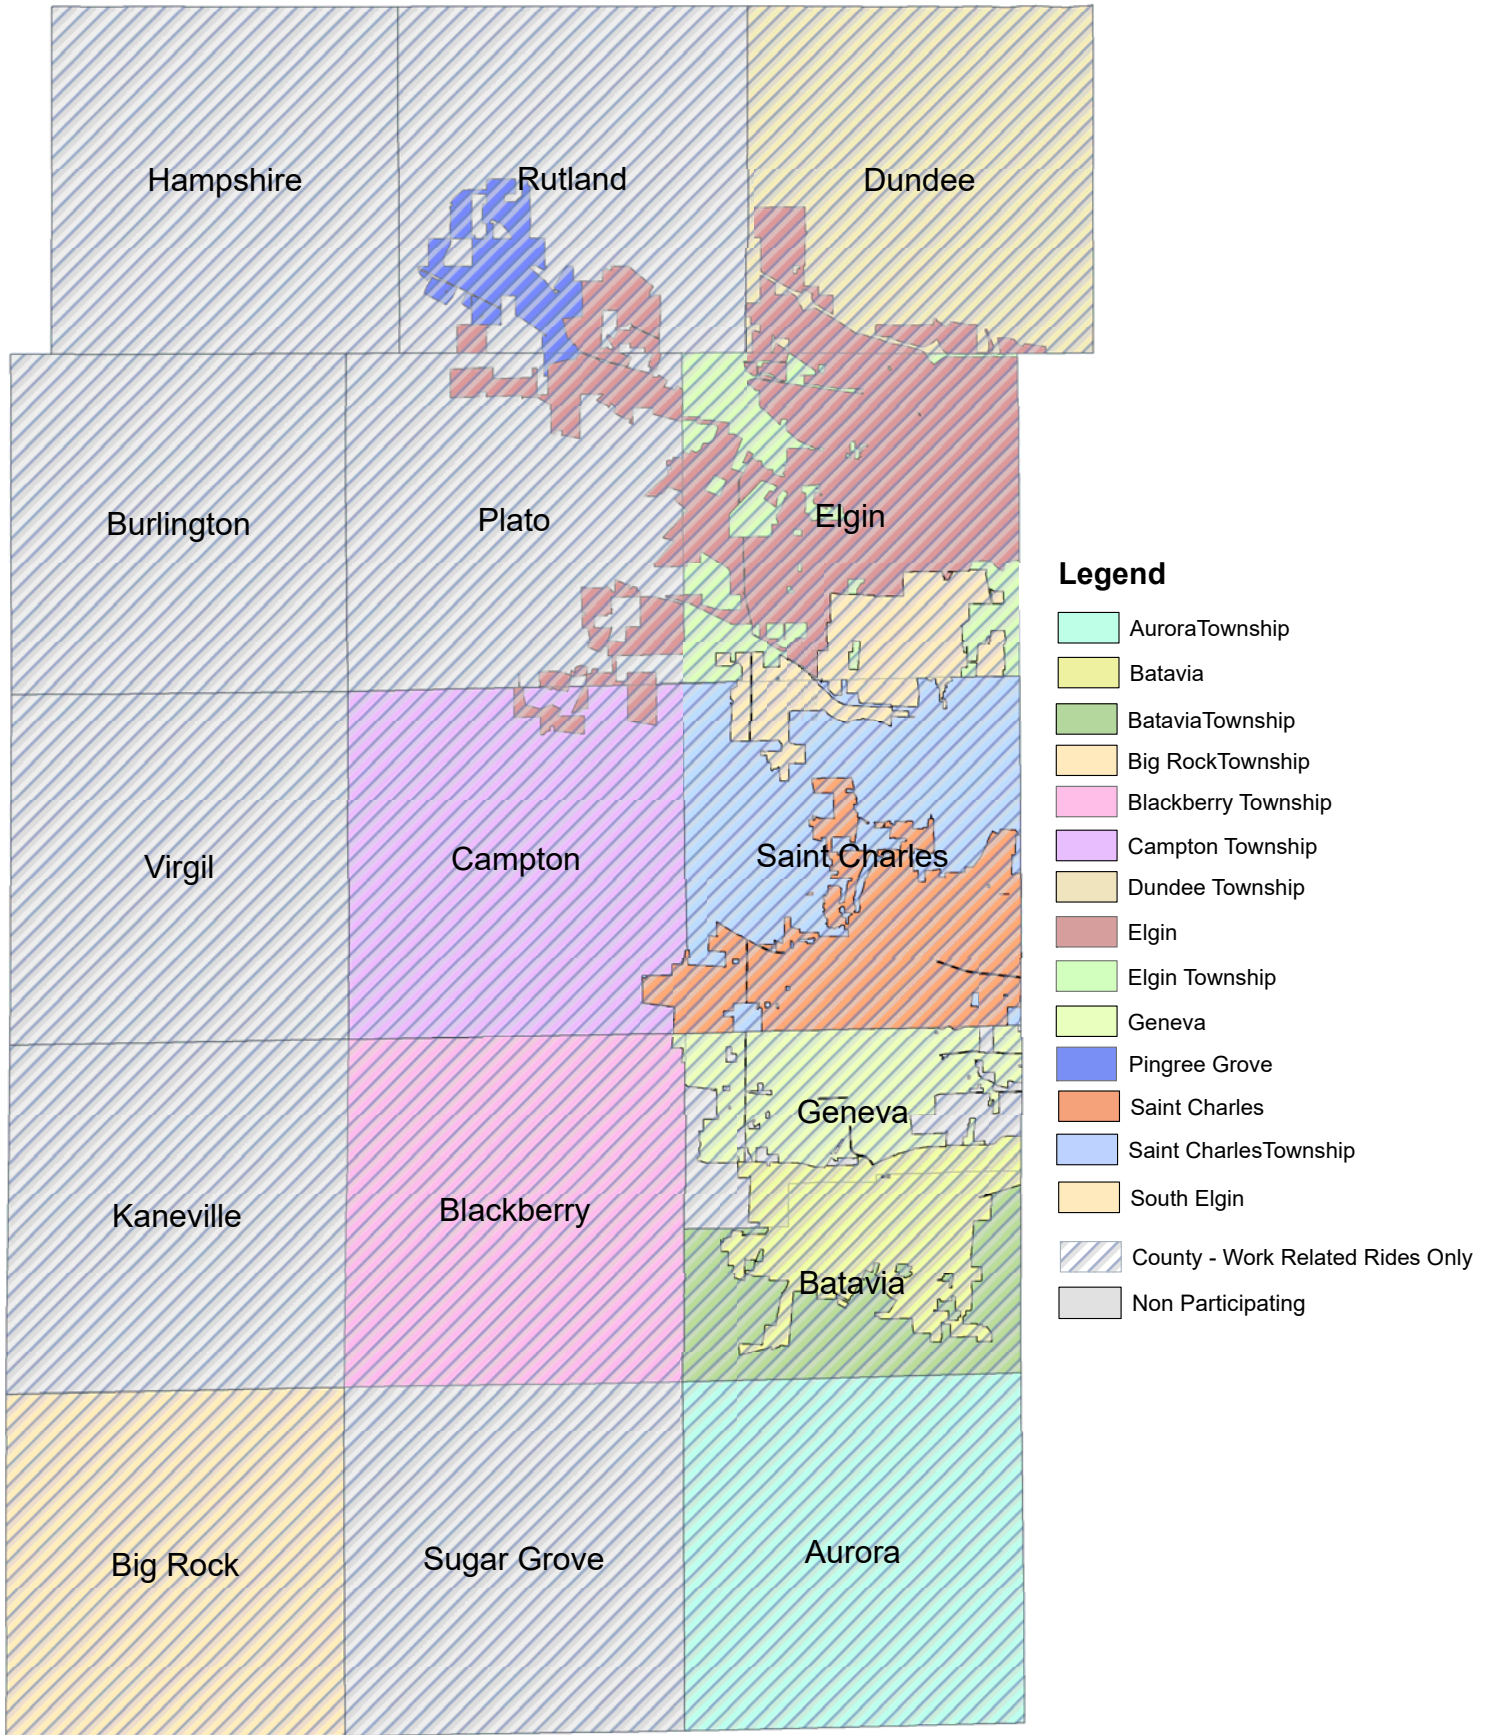 Hampshire
Rutland
Dundee
Burlington
Plato
Elgin
Virgil
Campton
Saint Charles
Kaneville
Blackberry
Geneva
Batavia
Big Rock
Sugar Grove
Aurora
Legend
AuroraTownship
Batavia
BataviaTownship
Big RockTownship
Blackberry Township
Campton Township
Dundee Township
Elgin
Elgin Township
Geneva
Pingree Grove
Saint Charles
Saint CharlesTownship
South Elgin
County - Work Related Rides Only
Non Participating